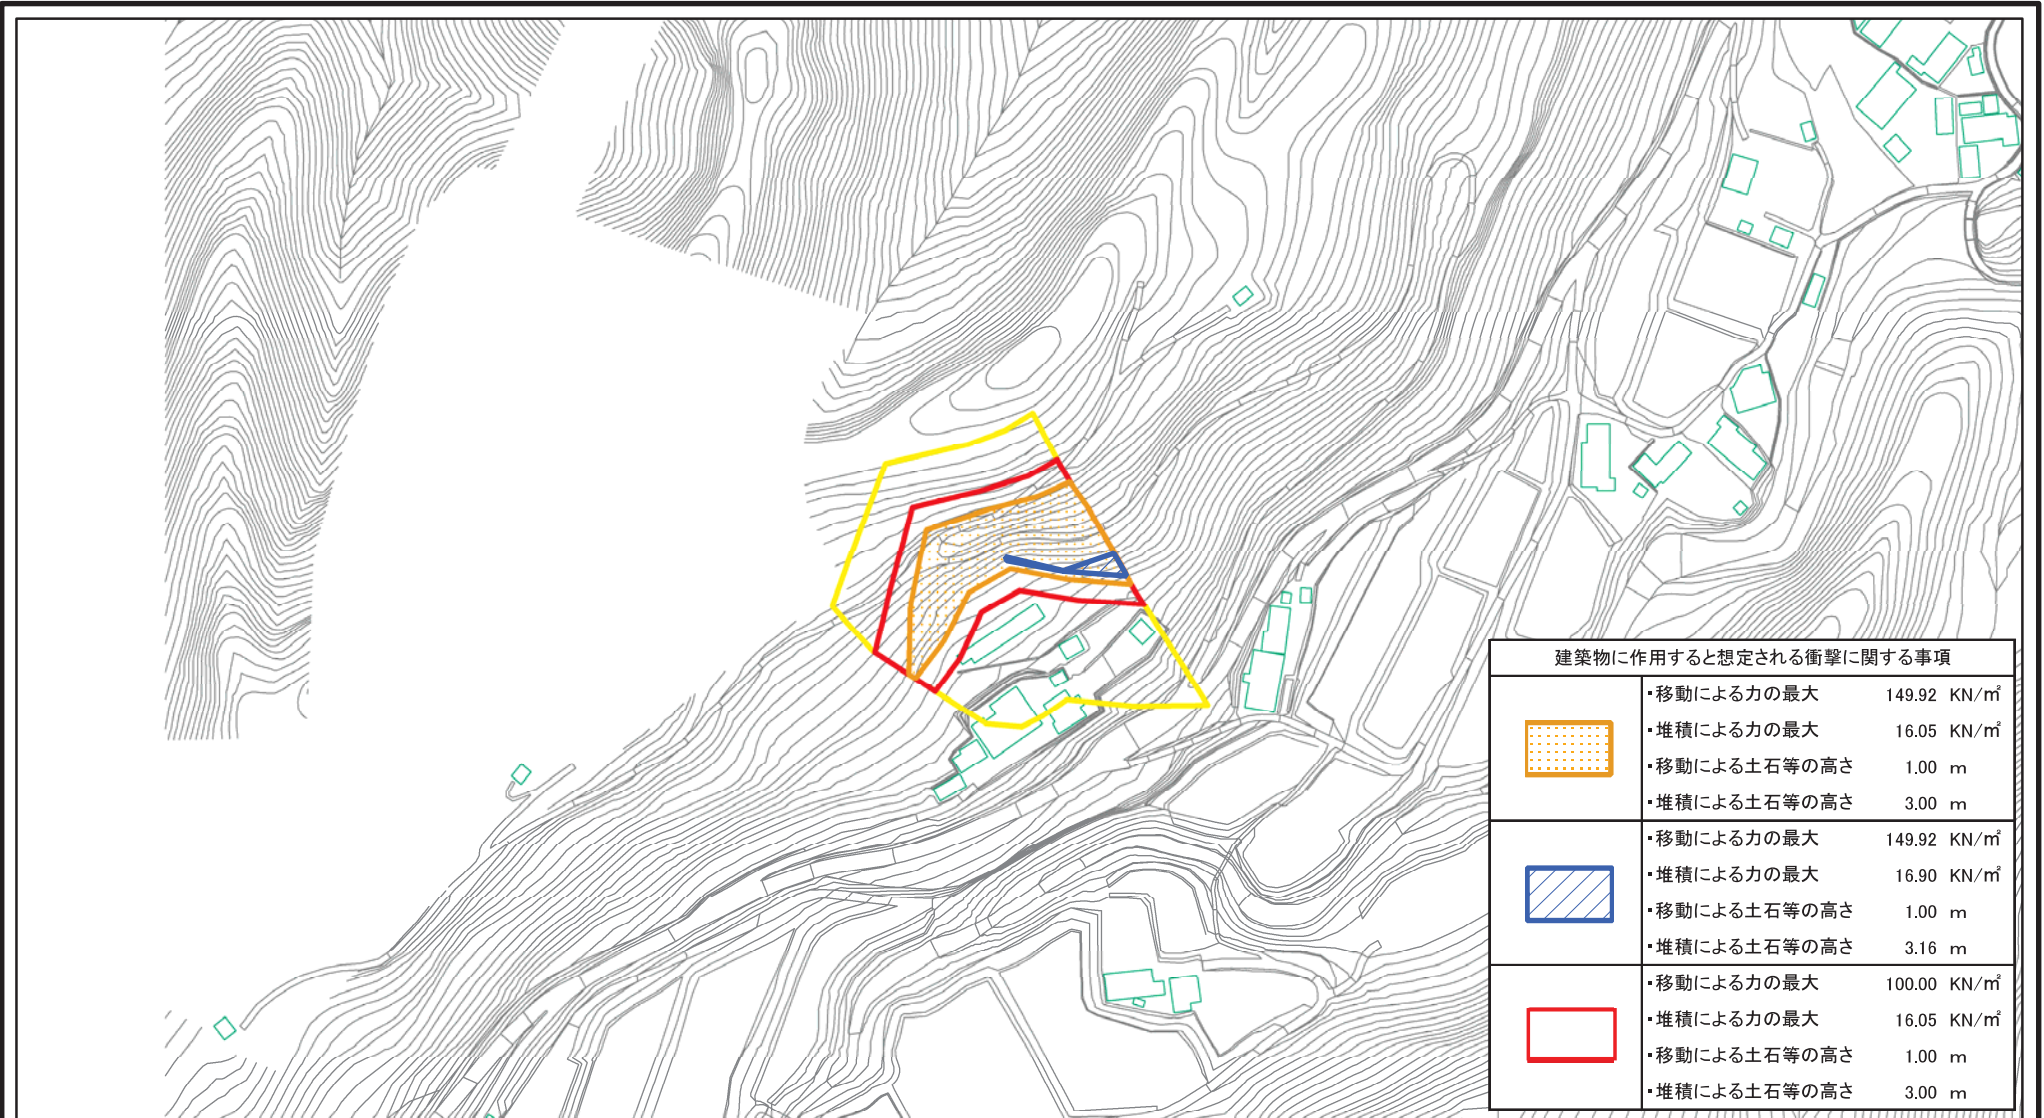 建築物に作用すると想定される衝撃に関する事項
・移動による力の最大 149.92 KN/㎡
・堆積による力の最大 16.05 KN/㎡
・移動による土石等の高さ 1.00 m
・堆積による土石等の高さ 3.00 m
・移動による力の最大 149.92 KN/㎡
・堆積による力の最大 16.90 KN/㎡
・移動による土石等の高さ 1.00 m
・堆積による土石等の高さ 3.16 m
・移動による力の最大 100.00 KN/㎡
・堆積による力の最大 16.05 KN/㎡
・移動による土石等の高さ 1.00 m
・堆積による土石等の高さ 3.00 m